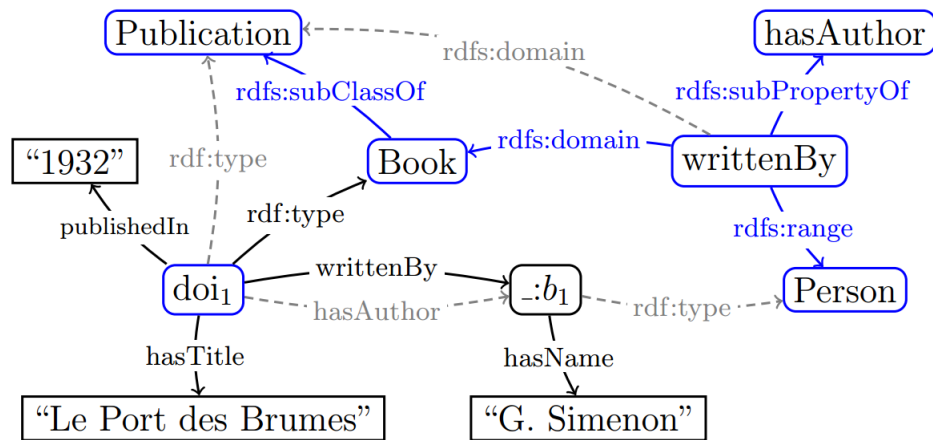 Publication
hasAuthor
rdfs:domain
rdfs:subClassOf
rdfs:subPropertyOf
“1932”
rdf:type
Book
rdfs:domain
writtenBy
publishedIn
rdf:type
rdfs:range
writtenBy
doi₁
hasAuthor
_:b₁
rdf:type
Person
hasTitle
hasName
“Le Port des Brumes”
“G. Simenon”